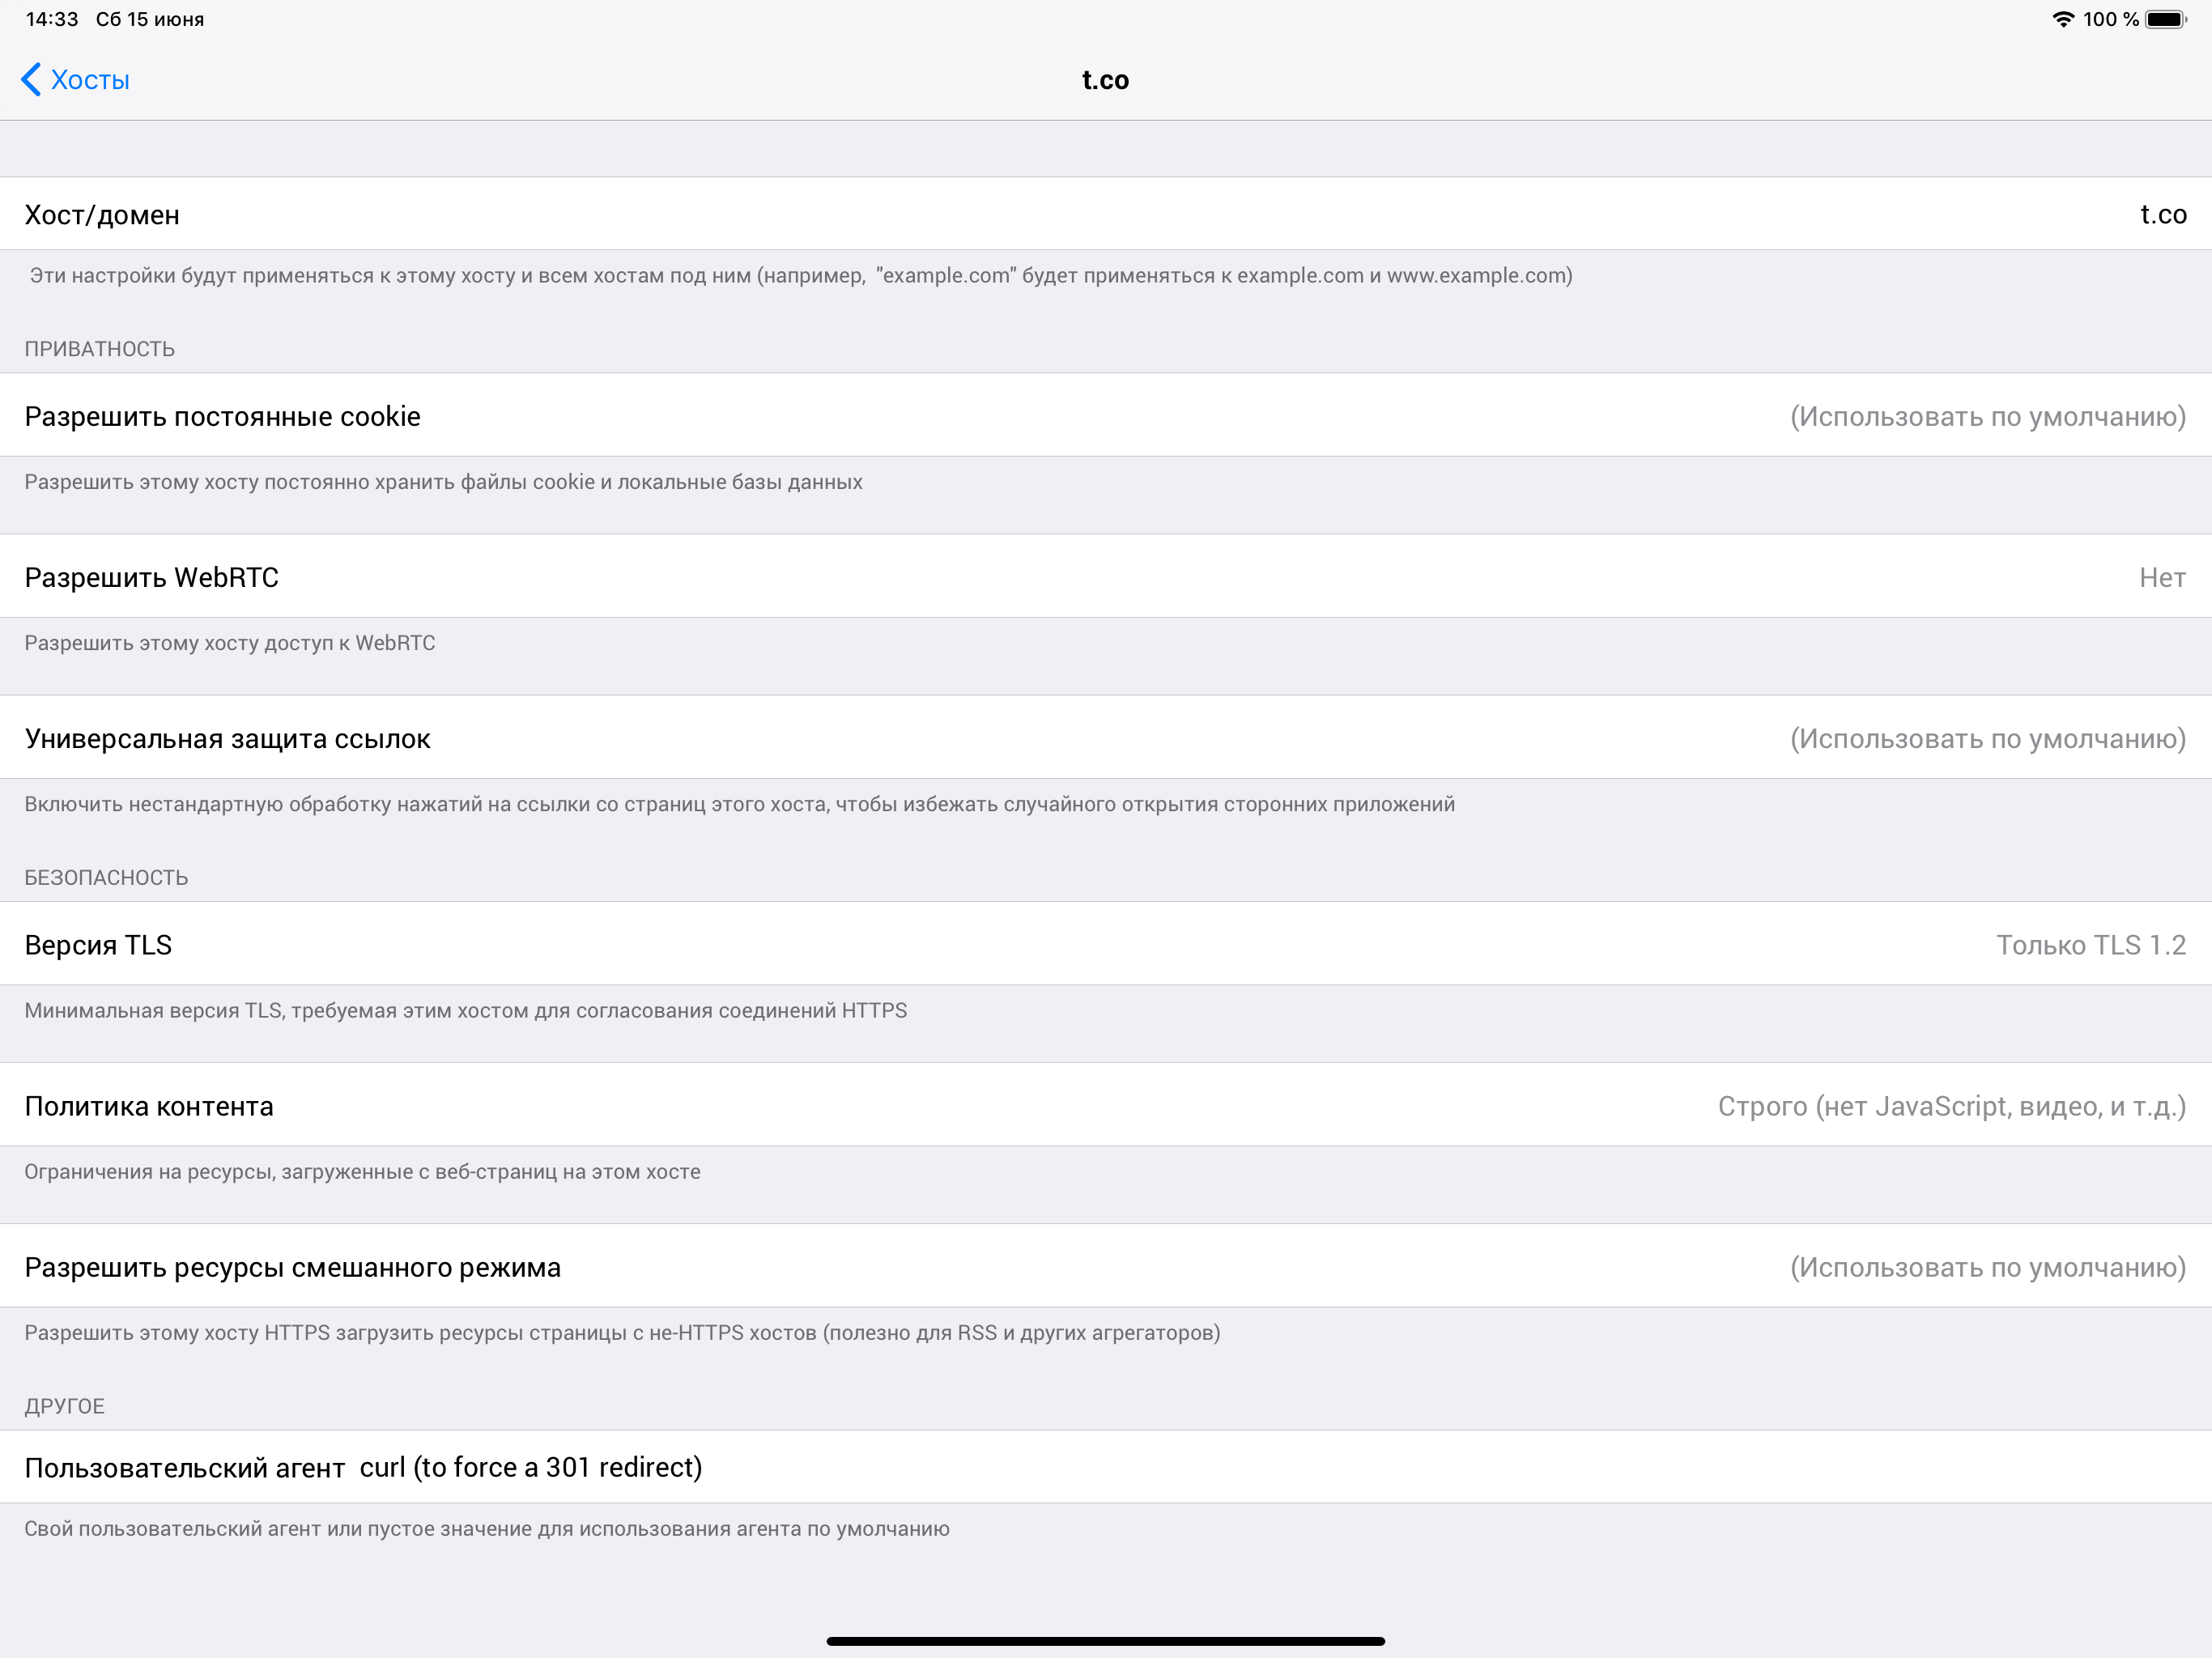 14:33 Сб 15 июня 100 %
Хосты t.co
Хост/домен t.co
Эти настройки будут применяться к этому хосту и всем хостам под ним (например, "example.com" будет применяться к example.com и www.example.com)
ПРИВАТНОСТЬ
Разрешить постоянные cookie (Использовать по умолчанию)
Разрешить этому хосту постоянно хранить файлы cookie и локальные базы данных
Разрешить WebRTC Нет
Разрешить этому хосту доступ к WebRTC
Универсальная защита ссылок (Использовать по умолчанию)
Включить нестандартную обработку нажатий на ссылки со страниц этого хоста, чтобы избежать случайного открытия сторонних приложений
БЕЗОПАСНОСТЬ
Версия TLS Только TLS 1.2
Минимальная версия TLS, требуемая этим хостом для согласования соединений HTTPS
Политика контента Строго (нет JavaScript, видео, и т.д.)
Ограничения на ресурсы, загруженные с веб-страниц на этом хосте
Разрешить ресурсы смешанного режима (Использовать по умолчанию)
Разрешить этому хосту HTTPS загрузить ресурсы страницы с не-HTTPS хостов (полезно для RSS и других агрегаторов)
ДРУГОЕ
Пользовательский агент curl (to force a 301 redirect)
Свой пользовательский агент или пустое значение для использования агента по умолчанию